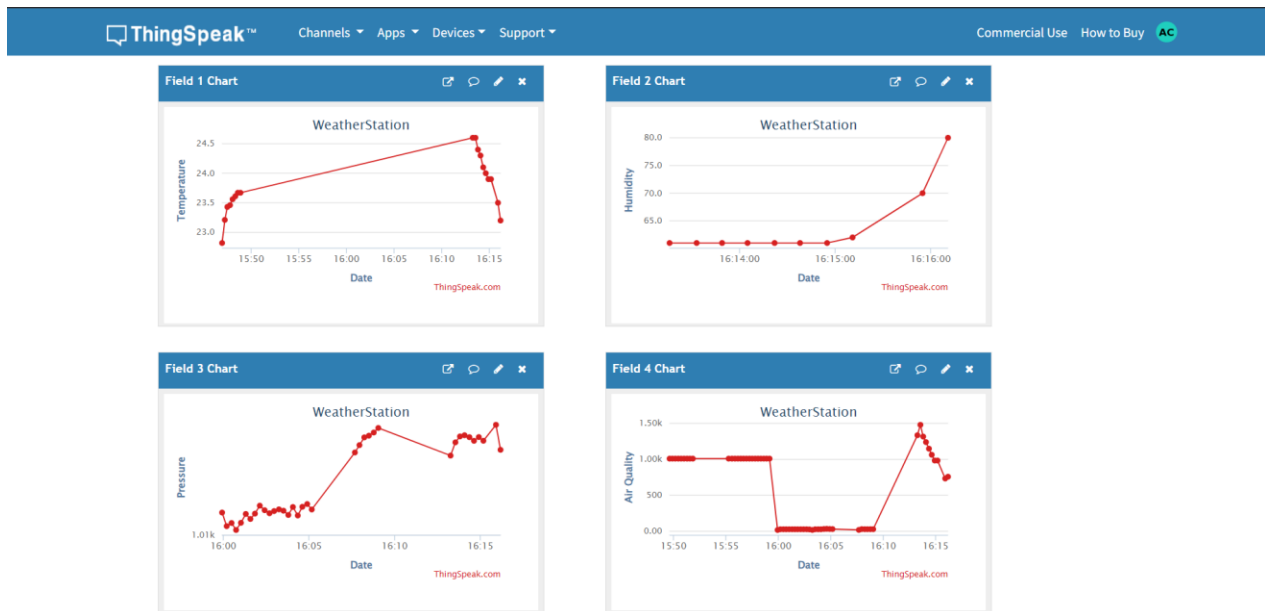 ThingSpeak™ Channels Apps Devices Support Commercial Use How to Buy AC
Field 1 Chart
WeatherStation
Temperature
24.5
24.0
23.5
23.0
15:50 15:55 16:00 16:05 16:10 16:15
Date
ThingSpeak.com
Field 2 Chart
WeatherStation
Humidity
80.0
75.0
70.0
65.0
16:14:00 16:15:00 16:16:00
Date
ThingSpeak.com
Field 3 Chart
WeatherStation
Pressure
1.01k
16:00 16:05 16:10 16:15
Date
ThingSpeak.com
Field 4 Chart
WeatherStation
Air Quality
1.50k
1.00k
500
0.00
15:50 15:55 16:00 16:05 16:10 16:15
Date
ThingSpeak.com